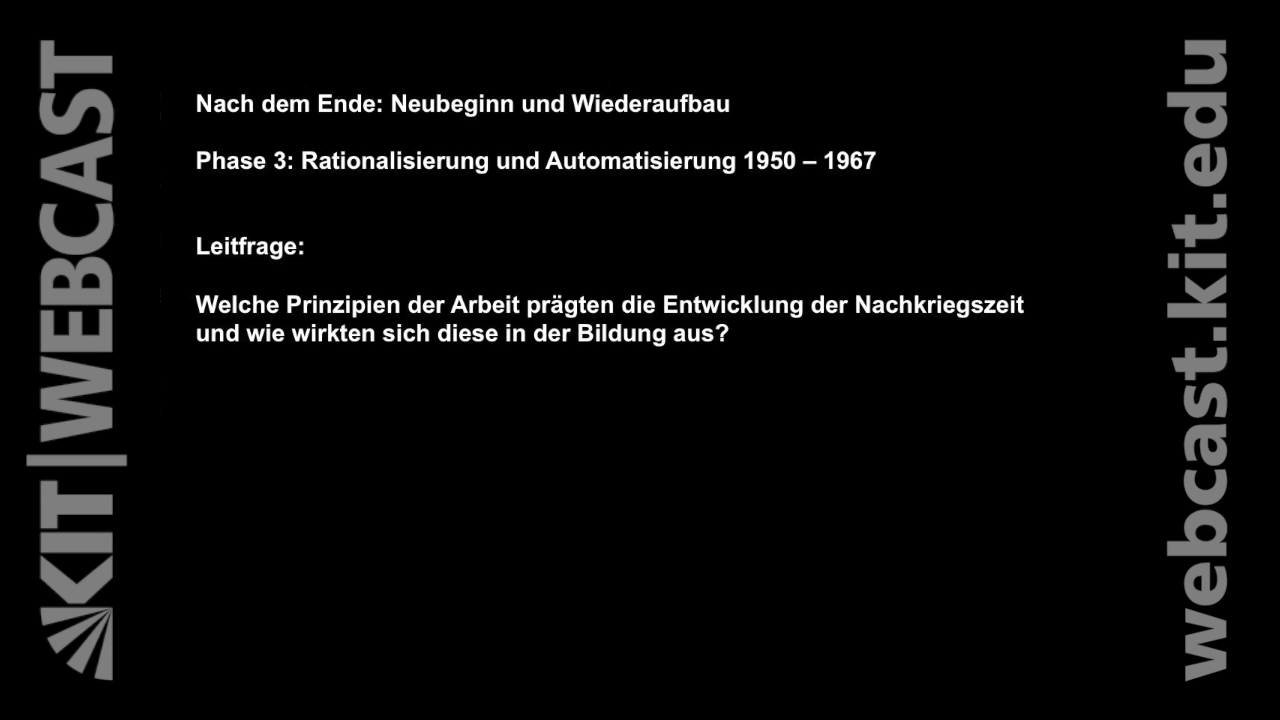 KIT|WEBCAST
Nach dem Ende: Neubeginn und Wiederaufbau
Phase 3: Rationalisierung und Automatisierung 1950 – 1967
Leitfrage:
Welche Prinzipien der Arbeit prägten die Entwicklung der Nachkriegszeit
und wie wirkten sich diese in der Bildung aus?
webcast.kit.edu